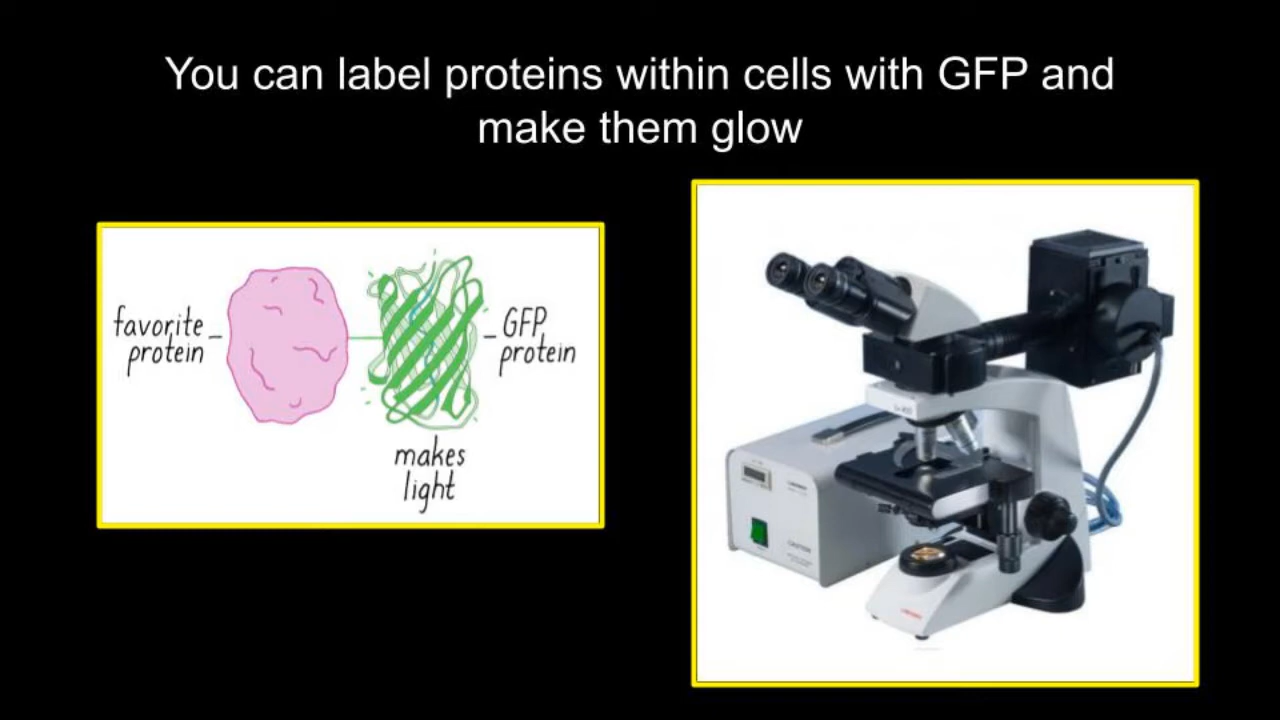 You can label proteins within cells with GFP and
make them glow
favorite
protein
GFP
protein
makes
light